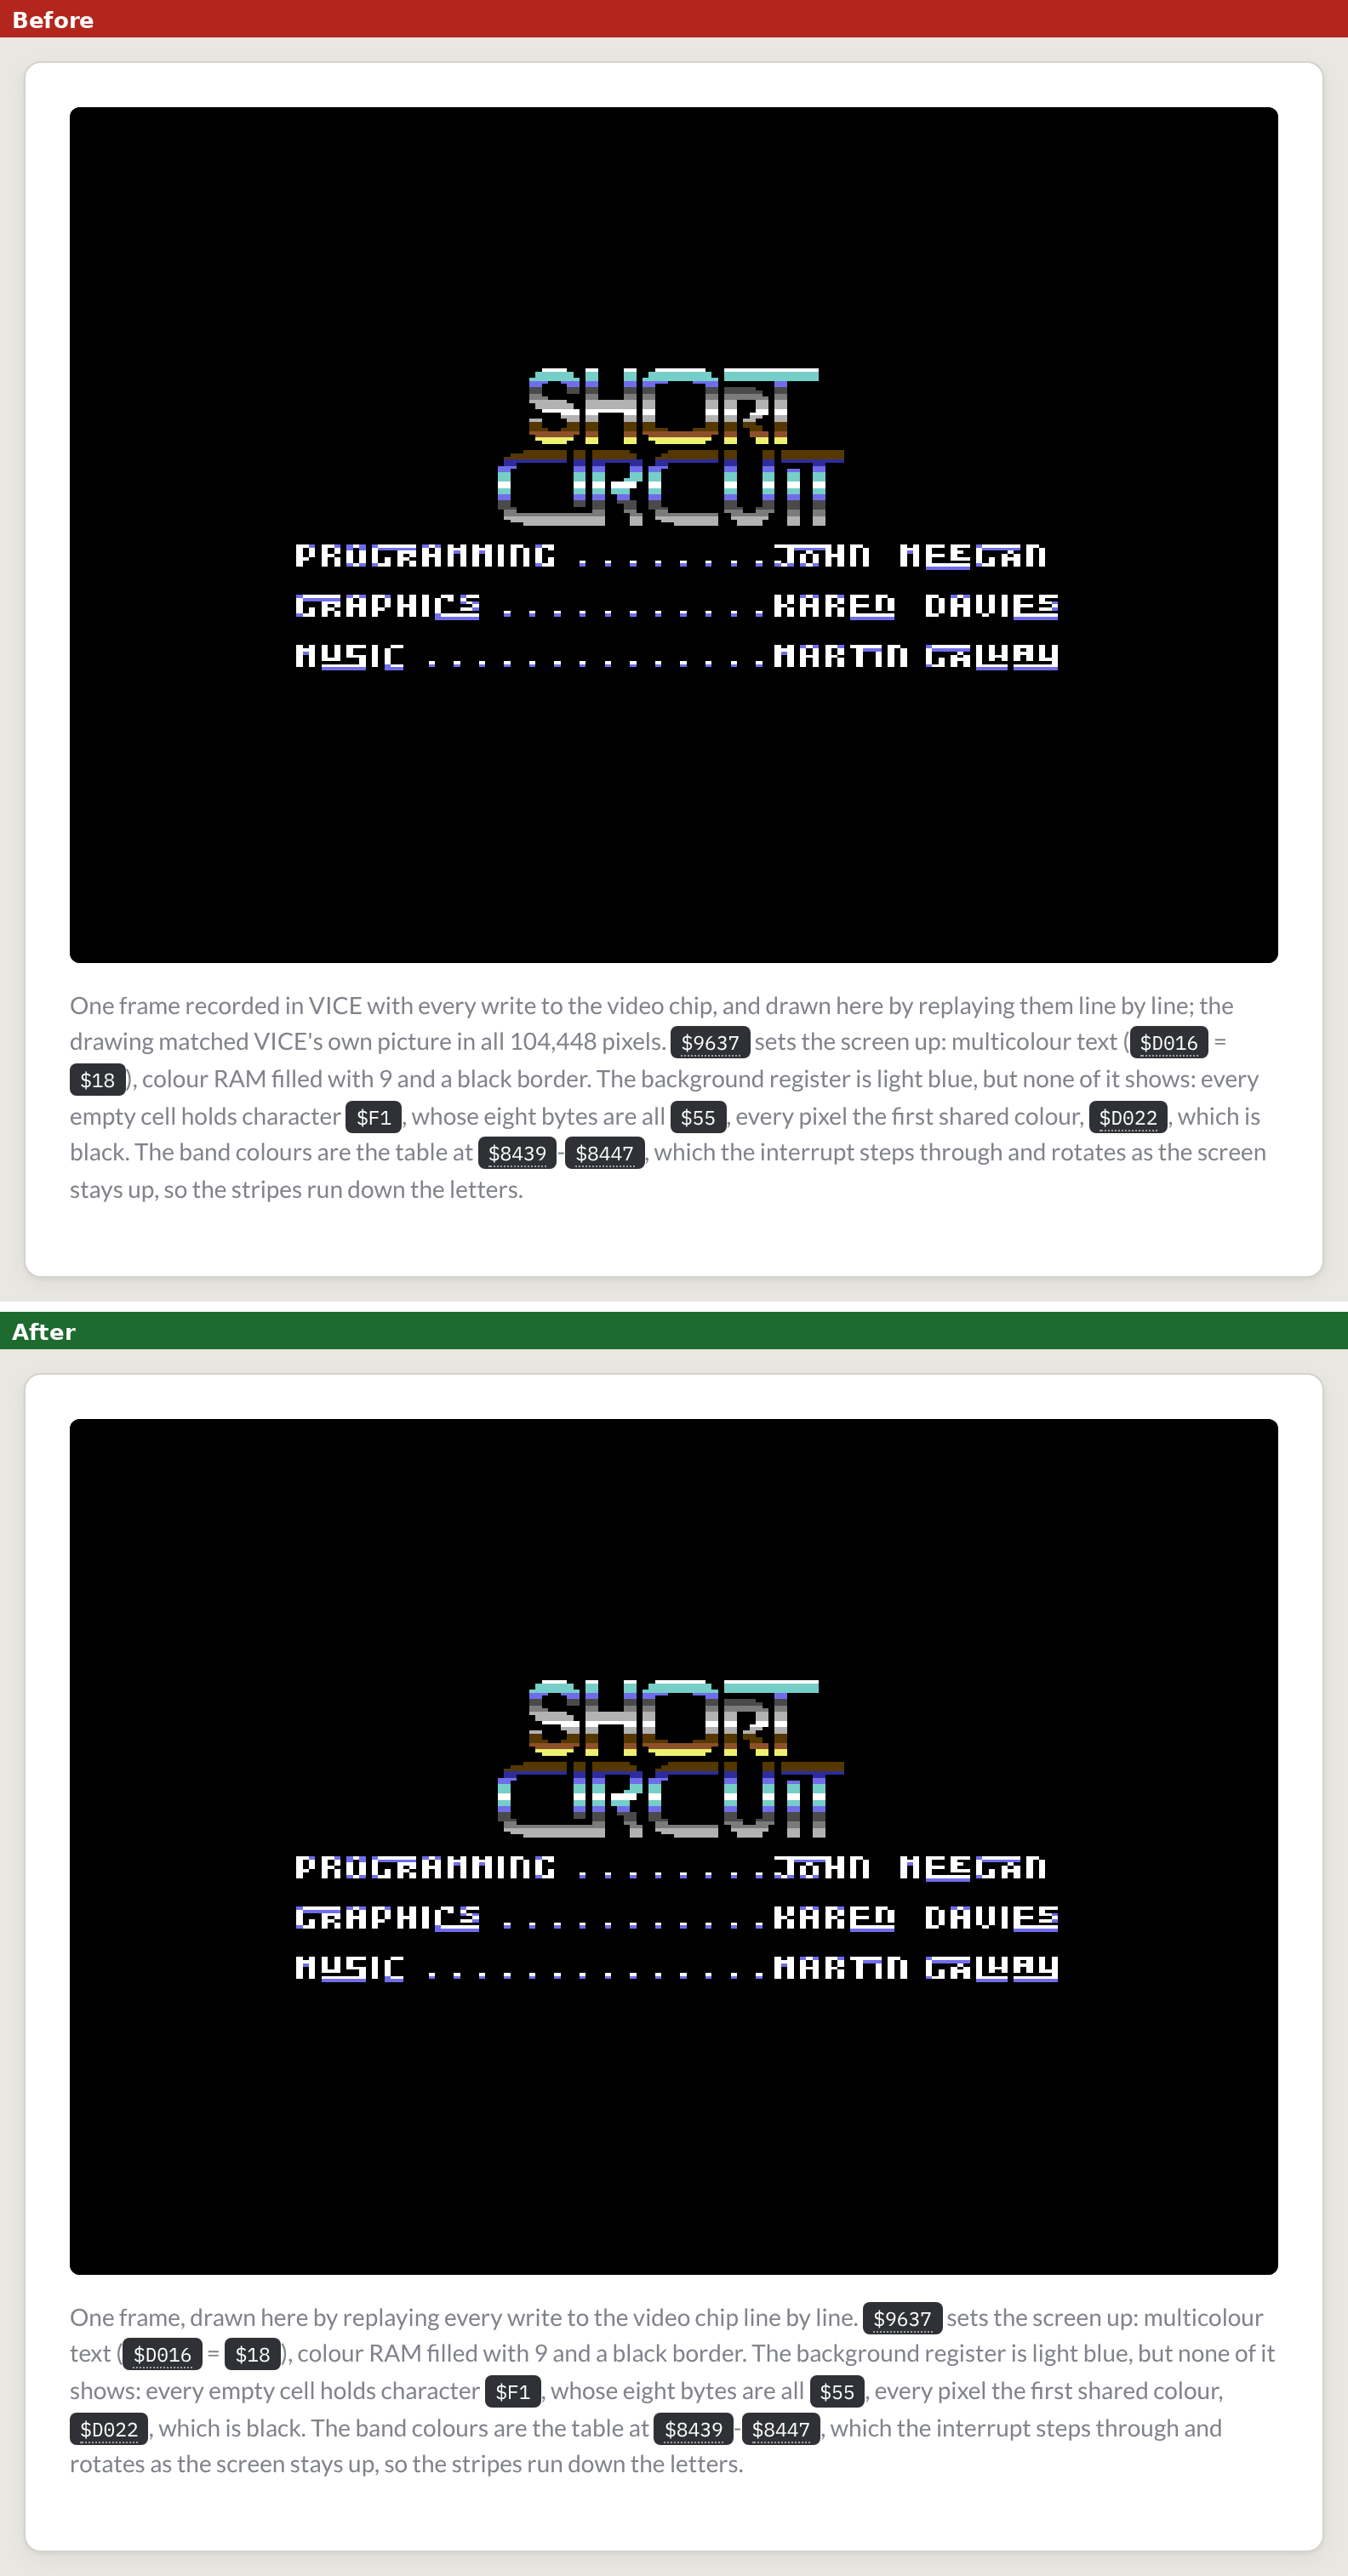 Before
SHORT
CIRCUIT
PROGRAMMING . . . . . . . . JOHN MEEGAN
GRAPHICS . . . . . . . . . . . KAREN DAVIES
MUSIC . . . . . . . . . . . . . . MARTIN GALWAY
One frame recorded in VICE with every write to the video chip, and drawn here by replaying them line by line; the
drawing matched VICE's own picture in all 104,448 pixels. $9637 sets the screen up: multicolour text ($D016 =
$18), colour RAM filled with 9 and a black border. The background register is light blue, but none of it shows: every
empty cell holds character $F1, whose eight bytes are all $55, every pixel the first shared colour, $D022, which is
black. The band colours are the table at $8439-$8447, which the interrupt steps through and rotates as the screen
stays up, so the stripes run down the letters.
After
SHORT
CIRCUIT
PROGRAMMING . . . . . . . . JOHN MEEGAN
GRAPHICS . . . . . . . . . . . KAREN DAVIES
MUSIC . . . . . . . . . . . . . . MARTIN GALWAY
One frame, drawn here by replaying every write to the video chip line by line. $9637 sets the screen up: multicolour
text ($D016 = $18), colour RAM filled with 9 and a black border. The background register is light blue, but none of it
shows: every empty cell holds character $F1, whose eight bytes are all $55, every pixel the first shared colour,
$D022, which is black. The band colours are the table at $8439-$8447, which the interrupt steps through and
rotates as the screen stays up, so the stripes run down the letters.